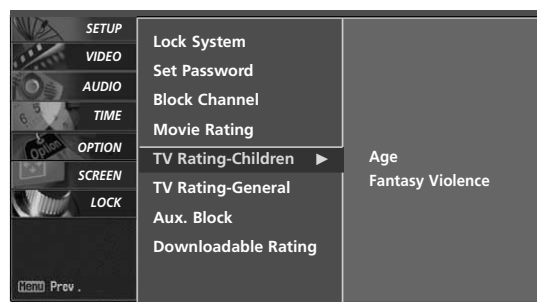 SETUP
VIDEO
AUDIO
TIME
OPTION
SCREEN
LOCK
Menu Prev.
Lock System
Set Password
Block Channel
Movie Rating
TV Rating-Children ►
TV Rating-General
Aux. Block
Downloadable Rating
Age
Fantasy Violence